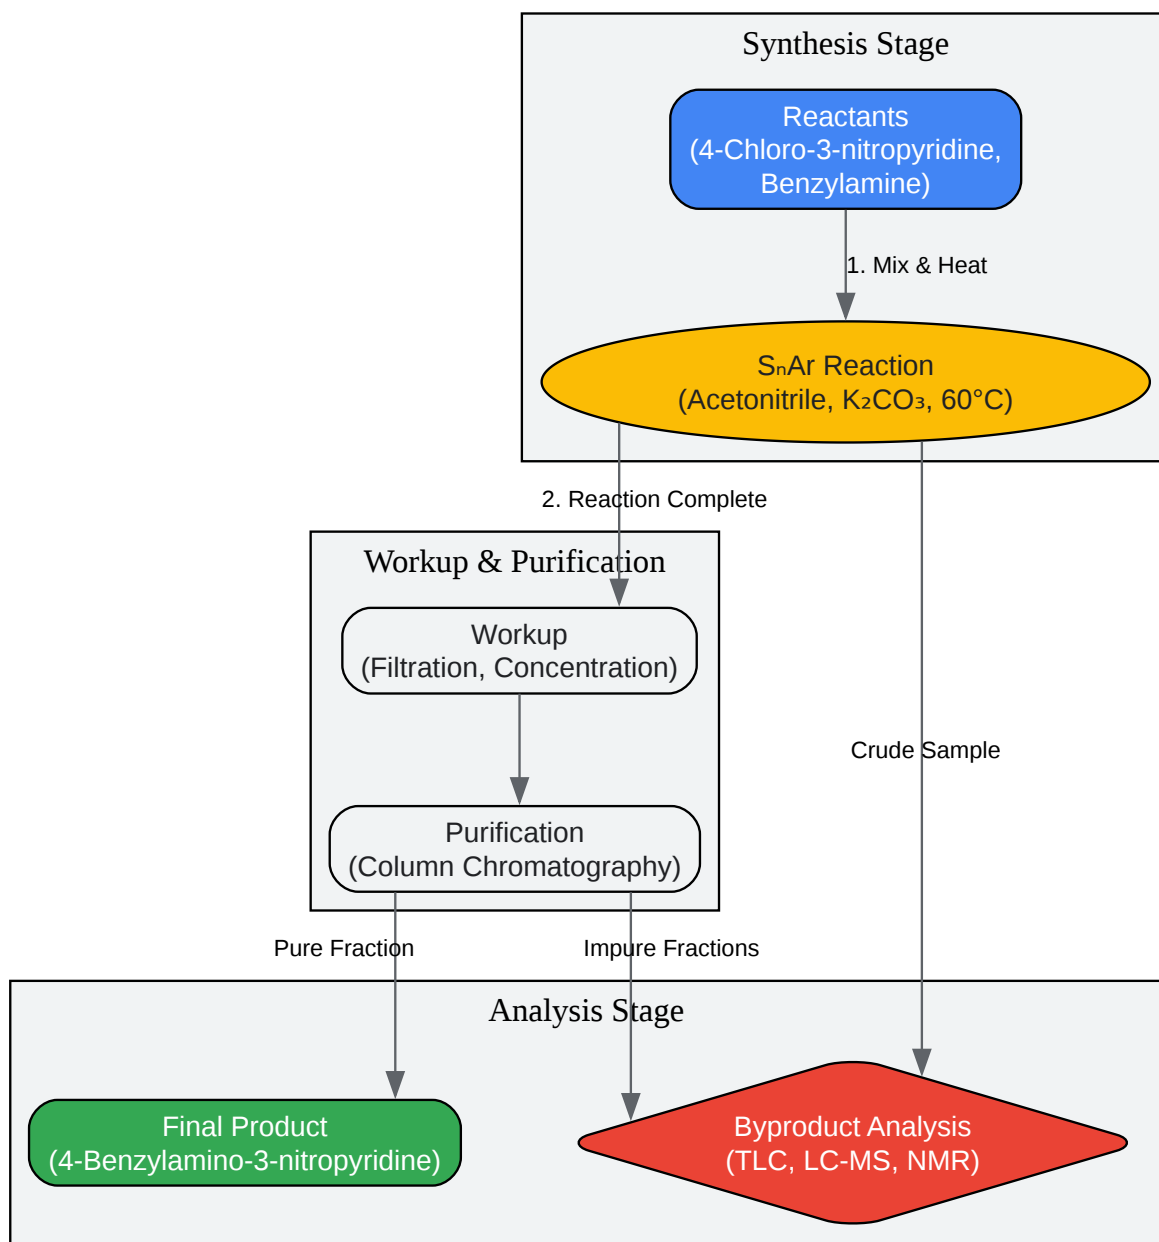 Synthesis Stage
Reactants
(4-Chloro-3-nitropyridine,
Benzylamine)
1. Mix & Heat
SₙAr Reaction
(Acetonitrile, K₂CO₃, 60°C)
2. Reaction Complete
Workup & Purification
Workup
(Filtration, Concentration)
Crude Sample
Purification
(Column Chromatography)
Pure Fraction
Impure Fractions
Analysis Stage
Final Product
(4-Benzylamino-3-nitropyridine)
Byproduct Analysis
(TLC, LC-MS, NMR)